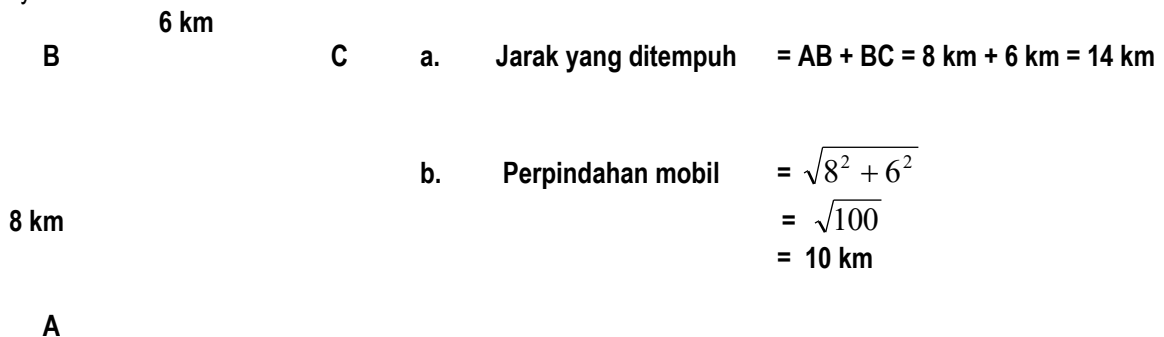 6 km
B C a. Jarak yang ditempuh = AB + BC = 8 km + 6 km = 14 km
b. Perpindahan mobil = √(8² + 6²)
8 km = √100
= 10 km
A